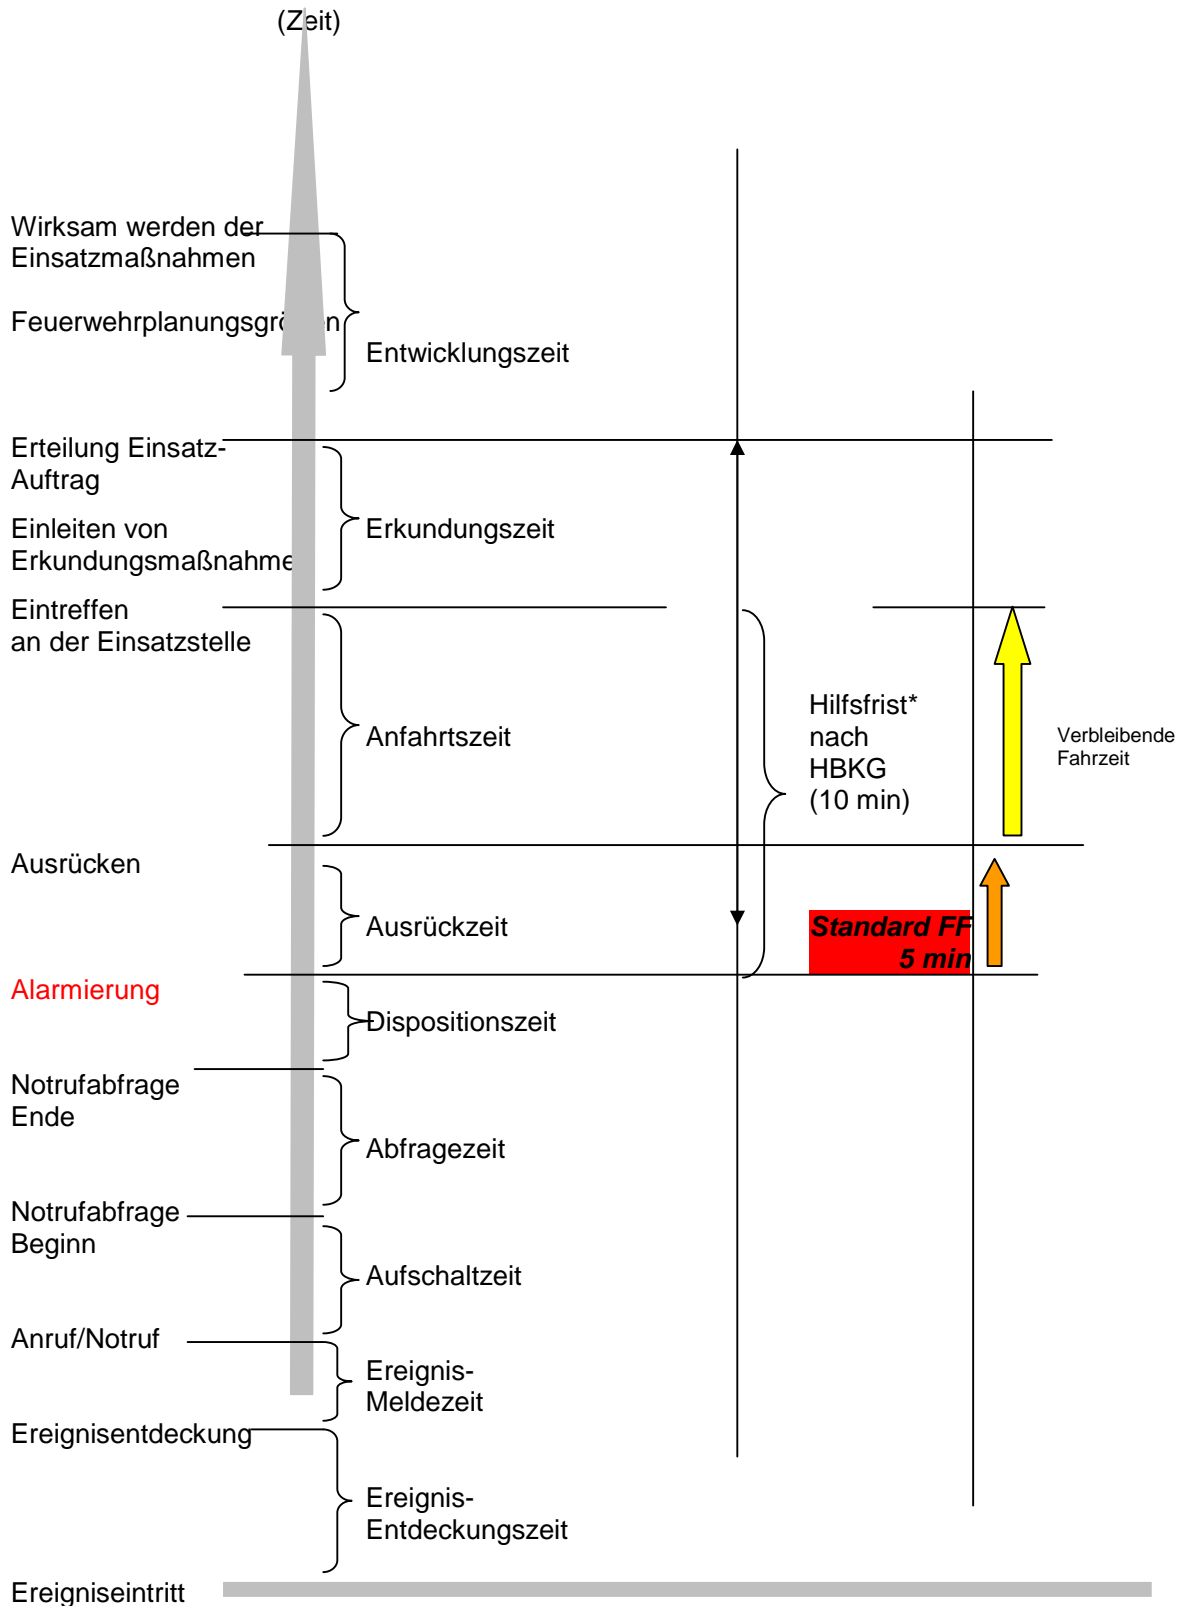 (Zeit)
Wirksam werden der
Einsatzmaßnahmen
Entwicklungszeit
Erteilung Einsatz-
Auftrag
Einleiten von
Erkundungsmaßnahme
Erkundungszeit
Eintreffen
an der Einsatzstelle
Anfahrtszeit
Hilfsfrist*
nach
HBKG
(10 min)
Verbleibende
Fahrzeit
Ausrücken
Ausrückzeit
Standard FF
5 min
Alarmierung
Dispositionszeit
Notrufabfrage
Ende
Abfragezeit
Notrufabfrage
Beginn
Aufschaltzeit
Anruf/Notruf
Ereignis-
Meldezeit
Ereignisentdeckung
Ereignis-
Entdeckungszeit
Ereigniseintritt